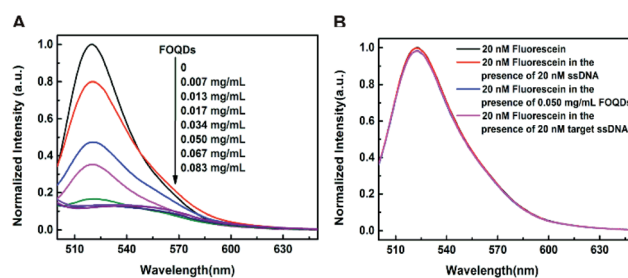 A
FOQDs
0
0.007 mg/mL
0.013 mg/mL
0.017 mg/mL
0.034 mg/mL
0.050 mg/mL
0.067 mg/mL
0.083 mg/mL
Normalized Intensity (a.u.)
1.0
0.8
0.6
0.4
0.2
0.0
510 540 570 600 630
Wavelength(nm)
B
20 nM Fluorescein
20 nM Fluorescein in the
presence of 20 nM ssDNA
20 nM Fluorescein in the
presence of 0.050 mg/mL FOQDs
20 nM Fluorescein in the
presence of 20 nM target ssDNA
Normalized Intensity (a.u.)
1.0
0.8
0.6
0.4
0.2
0.0
510 540 570 600 630
Wavelength(nm)